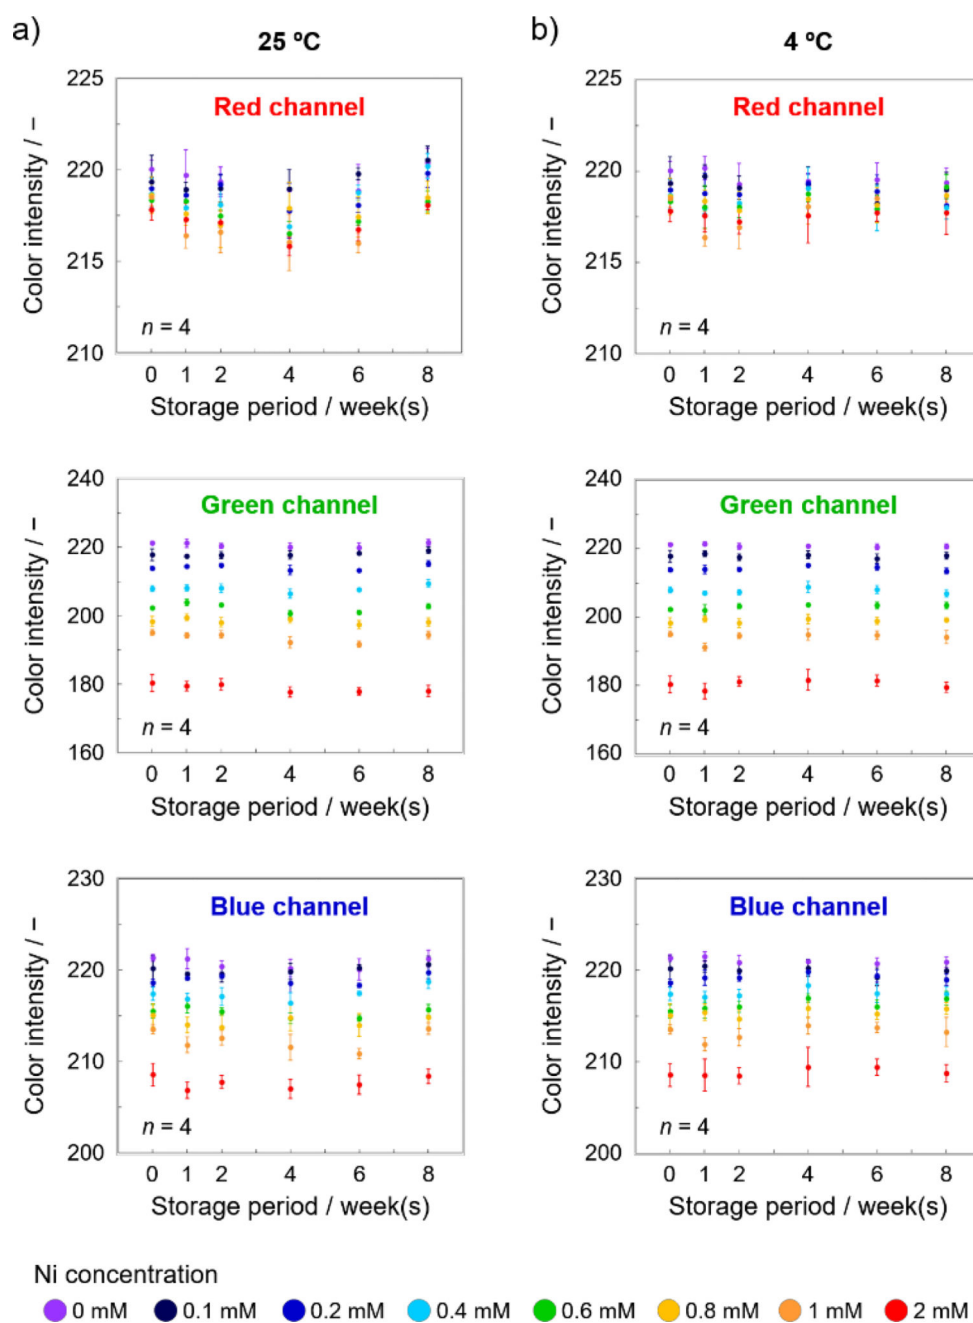 a)
25 ºC
225
220
215
210
Color intensity / –
Red channel
n = 4
0 1 2 4 6 8
Storage period / week(s)
240
220
200
180
160
Color intensity / –
Green channel
n = 4
0 1 2 4 6 8
Storage period / week(s)
230
220
210
200
Color intensity / –
Blue channel
n = 4
0 1 2 4 6 8
Storage period / week(s)
b)
4 ºC
225
220
215
210
Color intensity / –
Red channel
n = 4
0 1 2 4 6 8
Storage period / week(s)
240
220
200
180
160
Color intensity / –
Green channel
n = 4
0 1 2 4 6 8
Storage period / week(s)
230
220
210
200
Color intensity / –
Blue channel
n = 4
0 1 2 4 6 8
Storage period / week(s)
Ni concentration
0 mM 0.1 mM 0.2 mM 0.4 mM 0.6 mM 0.8 mM 1 mM 2 mM